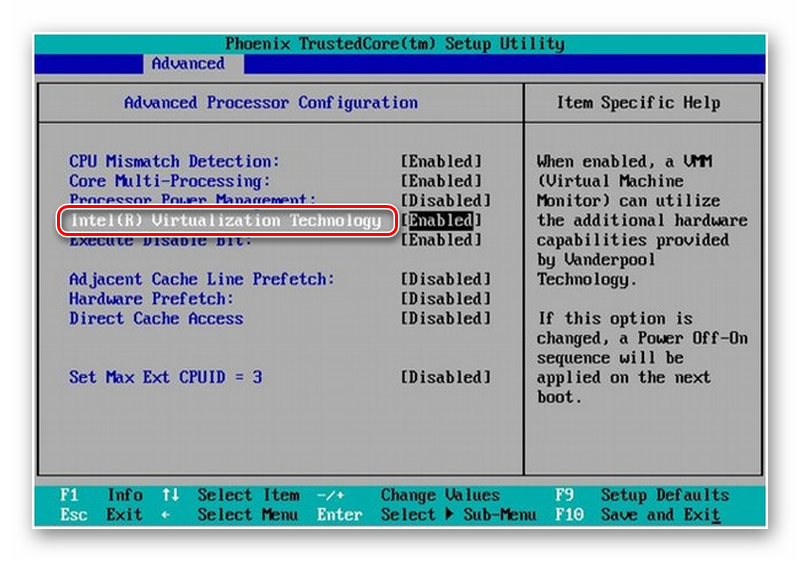 Phoenix TrustedCore(tm) Setup Utility
Advanced
Advanced Processor Configuration
Item Specific Help
CPU Mismatch Detection: [Enabled]
Core Multi-Processing: [Enabled]
Processor Power Management: [Disabled]
Intel(R) Virtualization Technology [Enabled]
Execute Disable Bit: [Enabled]
Adjacent Cache Line Prefetch: [Disabled]
Hardware Prefetch: [Disabled]
Direct Cache Access [Disabled]
Set Max Ext CPUID = 3 [Disabled]
When enabled, a VMM
(Virtual Machine
Monitor) can utilize
the additional hardware
capabilities provided
by Vanderpool
Technology.
If this option is
changed, a Power Off-On
sequence will be
applied on the next
boot.
F1 Info ↑↓ Select Item -/+ Change Values F9 Setup Defaults
Esc Exit ← Select Menu Enter Select ▶ Sub-Menu F10 Save and Exit